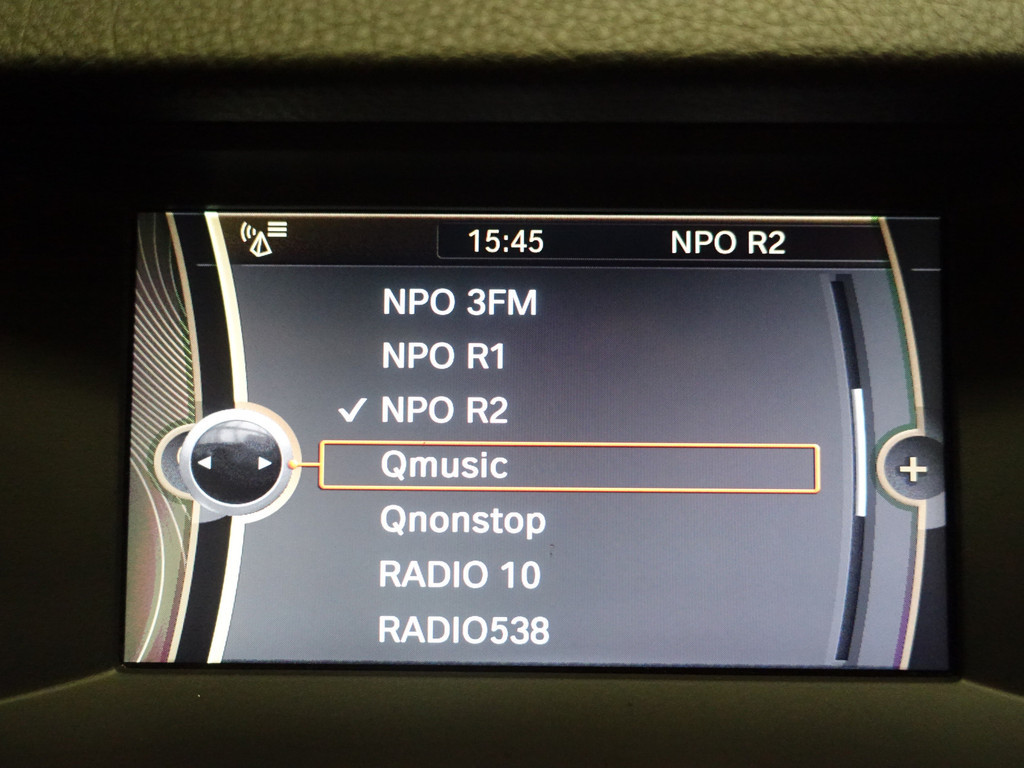 15:45 NPO R2
NPO 3FM
NPO R1
NPO R2
Qmusic
Qnonstop
RADIO 10
RADIO538